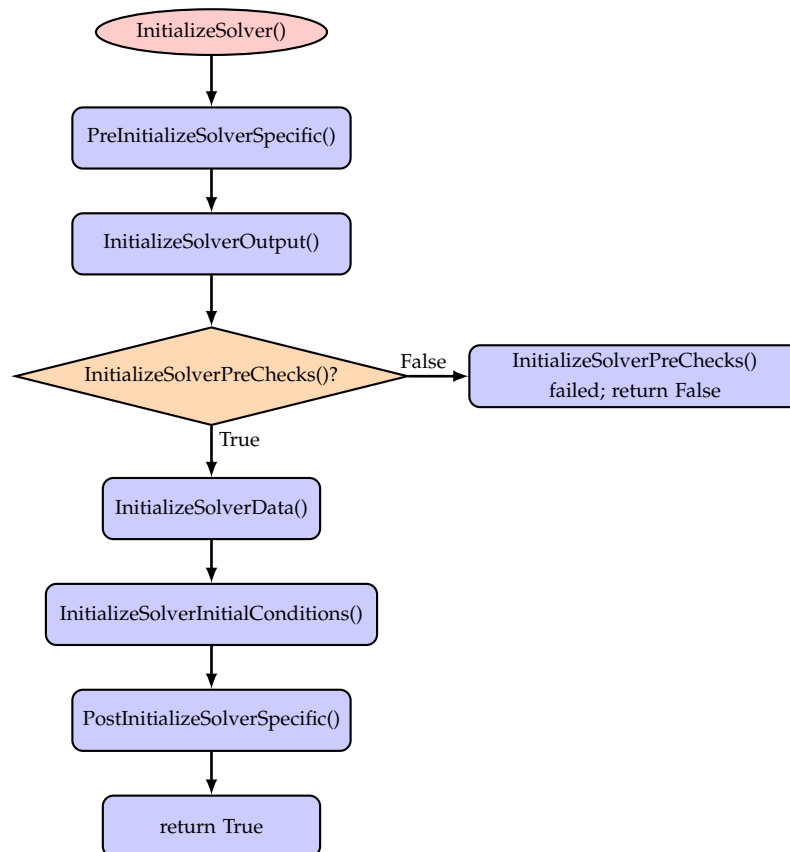 InitializeSolver()
PreInitializeSolverSpecific()
InitializeSolverOutput()
InitializeSolverPreChecks()?
False
InitializeSolverPreChecks()
failed; return False
True
InitializeSolverData()
InitializeSolverInitialConditions()
PostInitializeSolverSpecific()
return True